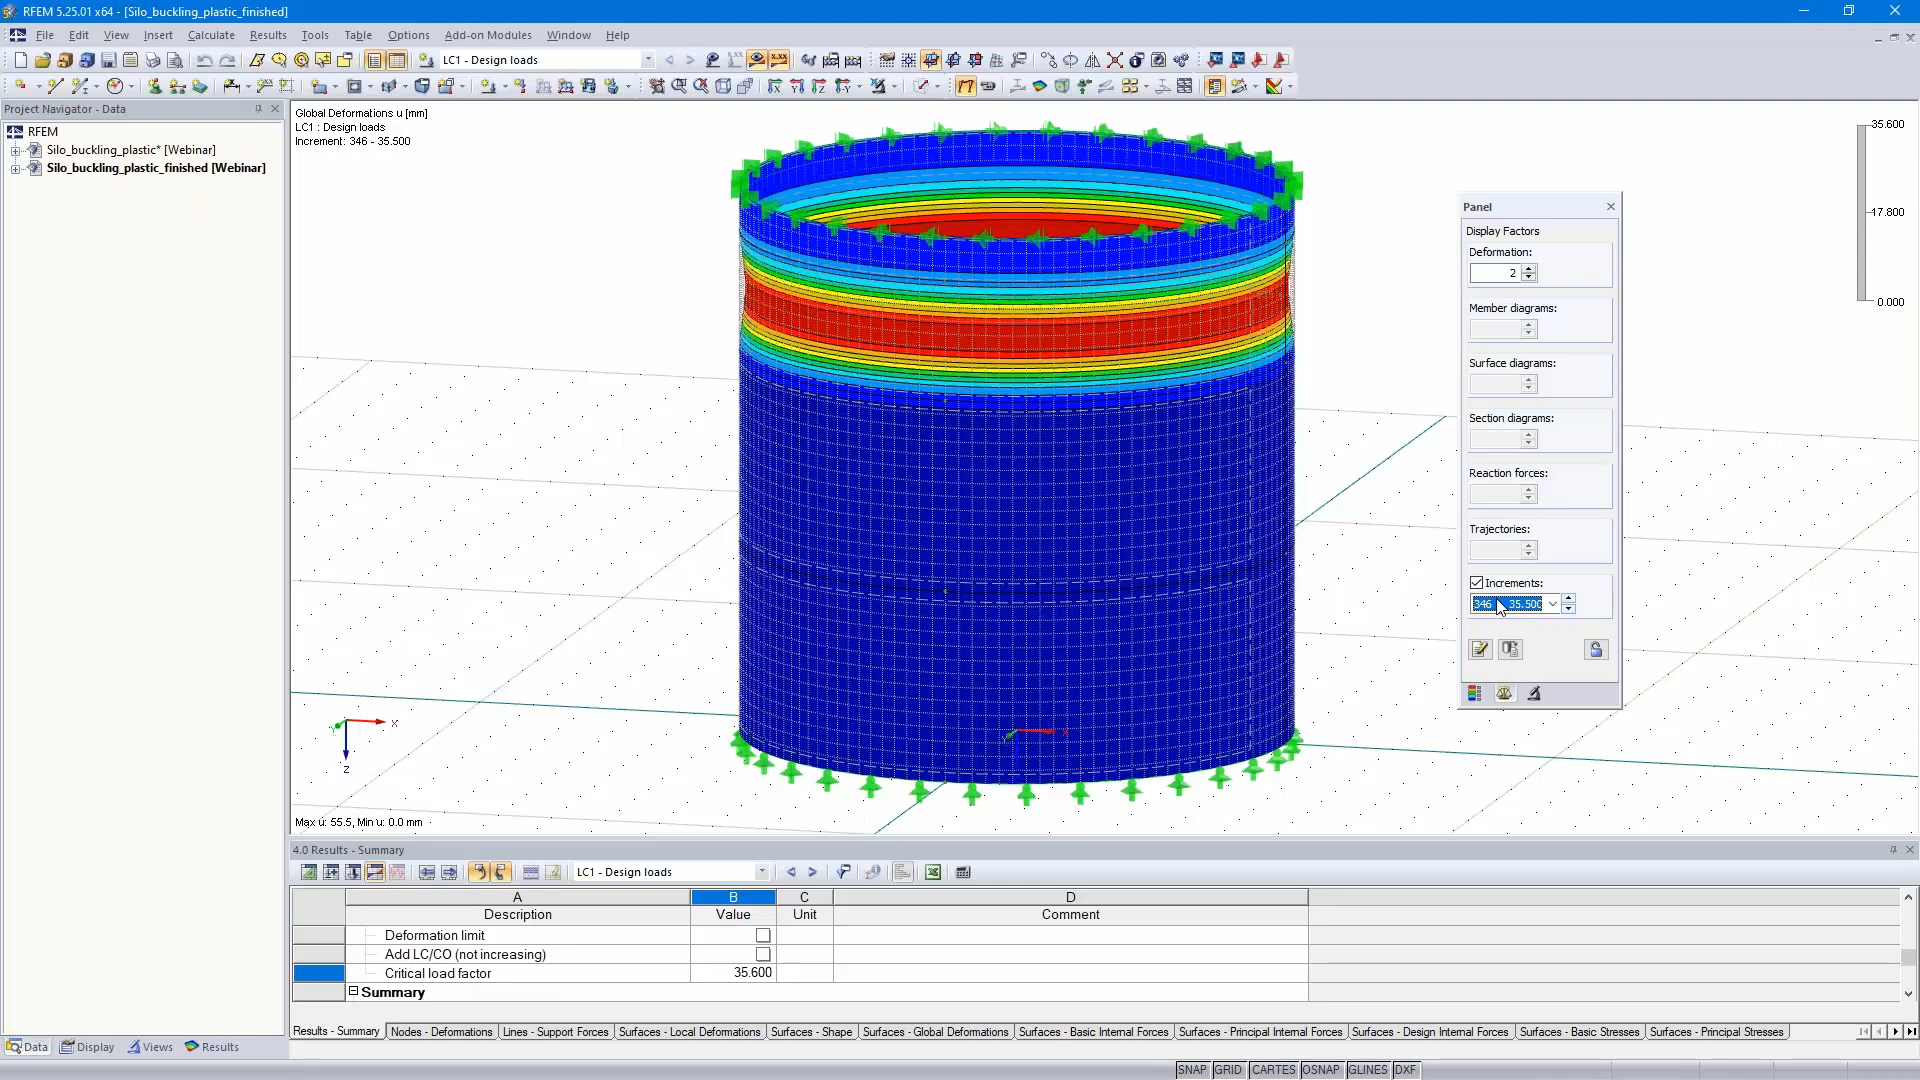 RFEM 5.25.01 x64 - [Silo_buckling_plastic_finished]
File Edit View Insert Calculate Results Tools Table Options Add-on Modules Window Help
LC1 - Design loads
Project Navigator - Data
RFEM
Silo_buckling_plastic* [Webinar]
Silo_buckling_plastic_finished [Webinar]
Global Deformations u [mm]
LC1 : Design loads
Increment: 346 - 35.500
35.600
17.800
0.000
Panel
Display Factors
Deformation:
2
Member diagrams:
Surface diagrams:
Section diagrams:
Reaction forces:
Trajectories:
Increments:
346 - 35.500
X
Z
X
Max u: 55.5, Min u: 0.0 mm
4.0 Results - Summary
LC1 - Design loads
A B C D
Description Value Unit Comment
Deformation limit
Add LC/CO (not increasing)
Critical load factor 35.600
Summary
Results - Summary Nodes - Deformations Lines - Support Forces Surfaces - Local Deformations Surfaces - Shape Surfaces - Global Deformations Surfaces - Basic Internal Forces Surfaces - Principal Internal Forces Surfaces - Design Internal Forces Surfaces - Basic Stresses Surfaces - Principal Stresses
Data Display Views Results
SNAP GRID CARTES OSNAP GLINES DXF